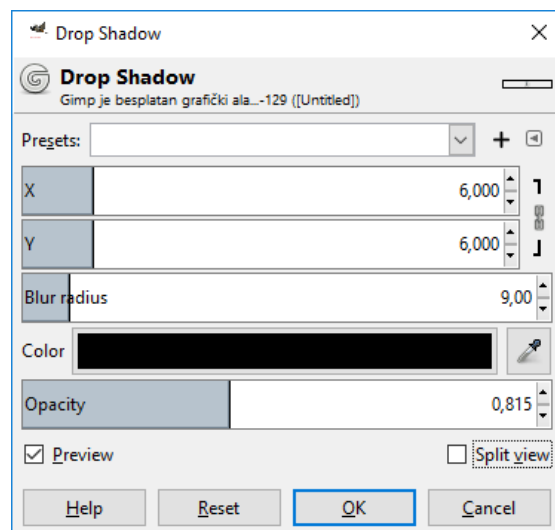 Drop Shadow
Drop Shadow
Gimp je besplatan grafički ala...-129 ([Untitled])
Presets:
X 6,000
Y 6,000
Blur radius 9,00
Color
Opacity 0,815
Preview Split view
Help Reset OK Cancel